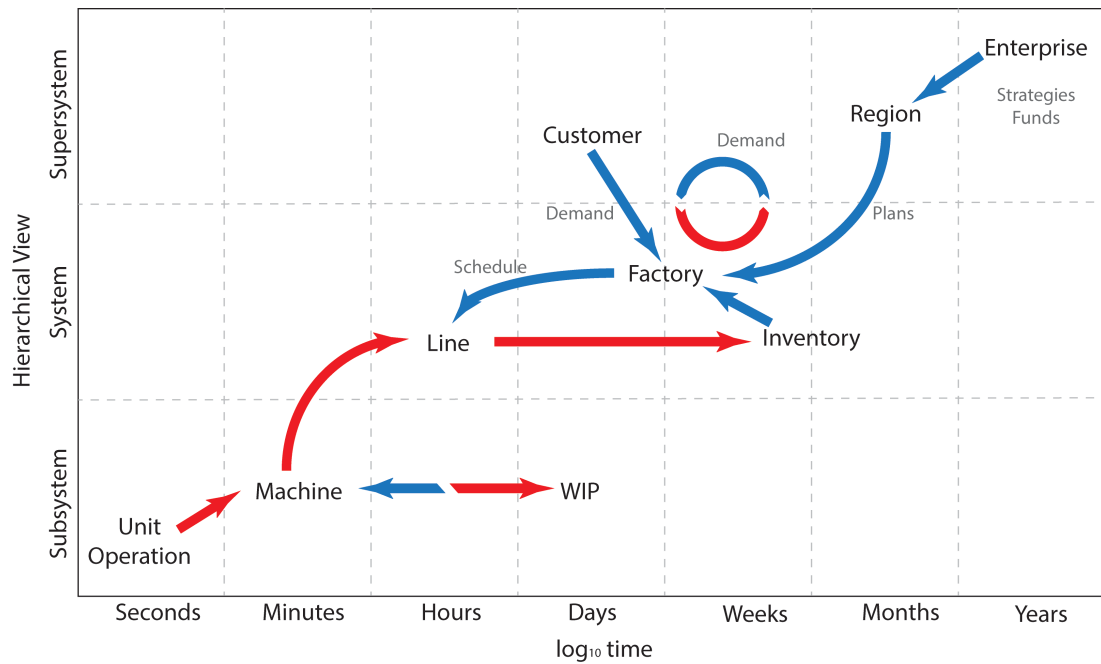 Enterprise
Strategies
Funds
Region
Customer
Demand
Demand
Plans
Schedule
Factory
Line
Inventory
Machine
WIP
Unit
Operation
Supersystem
System
Subsystem
Hierarchical View
Seconds
Minutes
Hours
Days
Weeks
Months
Years
log₁₀ time